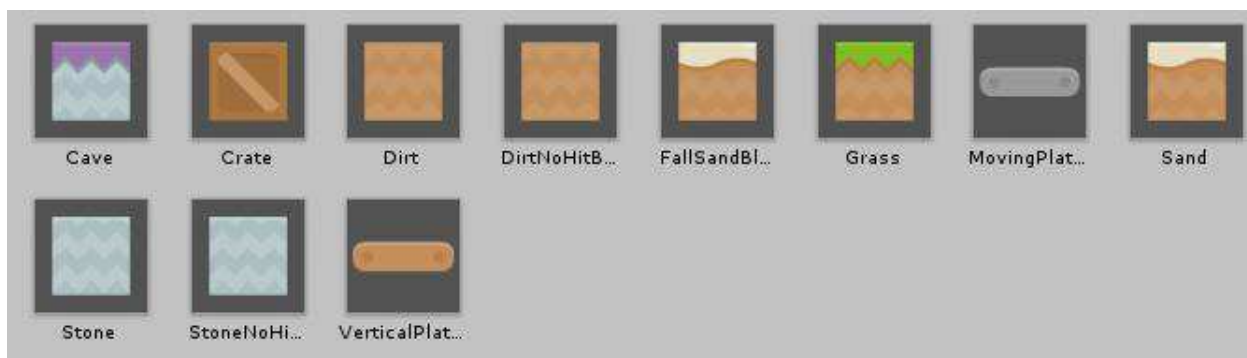 Cave
Crate
Dirt
DirtNoHitB...
FallSandBl...
Grass
MovingPlat...
Sand
Stone
StoneNoHi...
VerticalPlat...